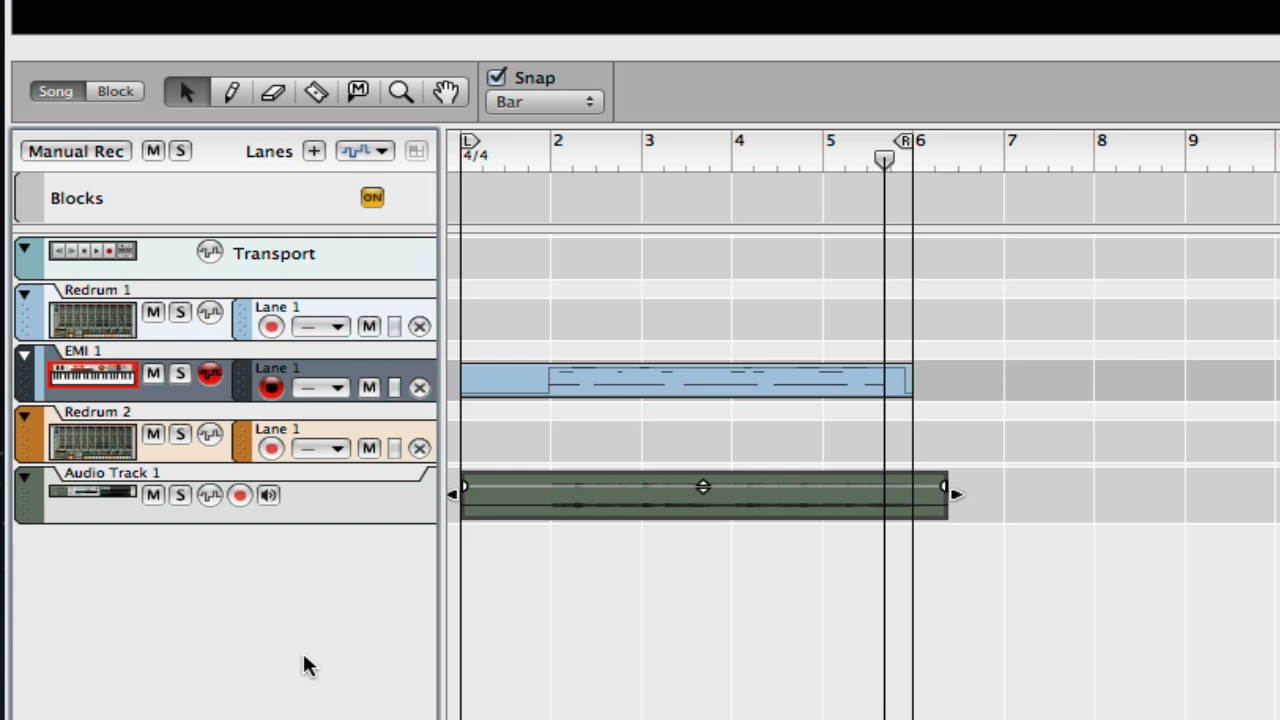 Song Block
M
Snap
Bar
Manual Rec M S Lanes +
L 2 3 4 5 R 6 7 8 9
4/4
Blocks ON
Transport
Redrum 1
M S Lane 1
— M
EMI 1
M S Lane 1
— M
Redrum 2
M S Lane 1
— M
Audio Track 1
M S